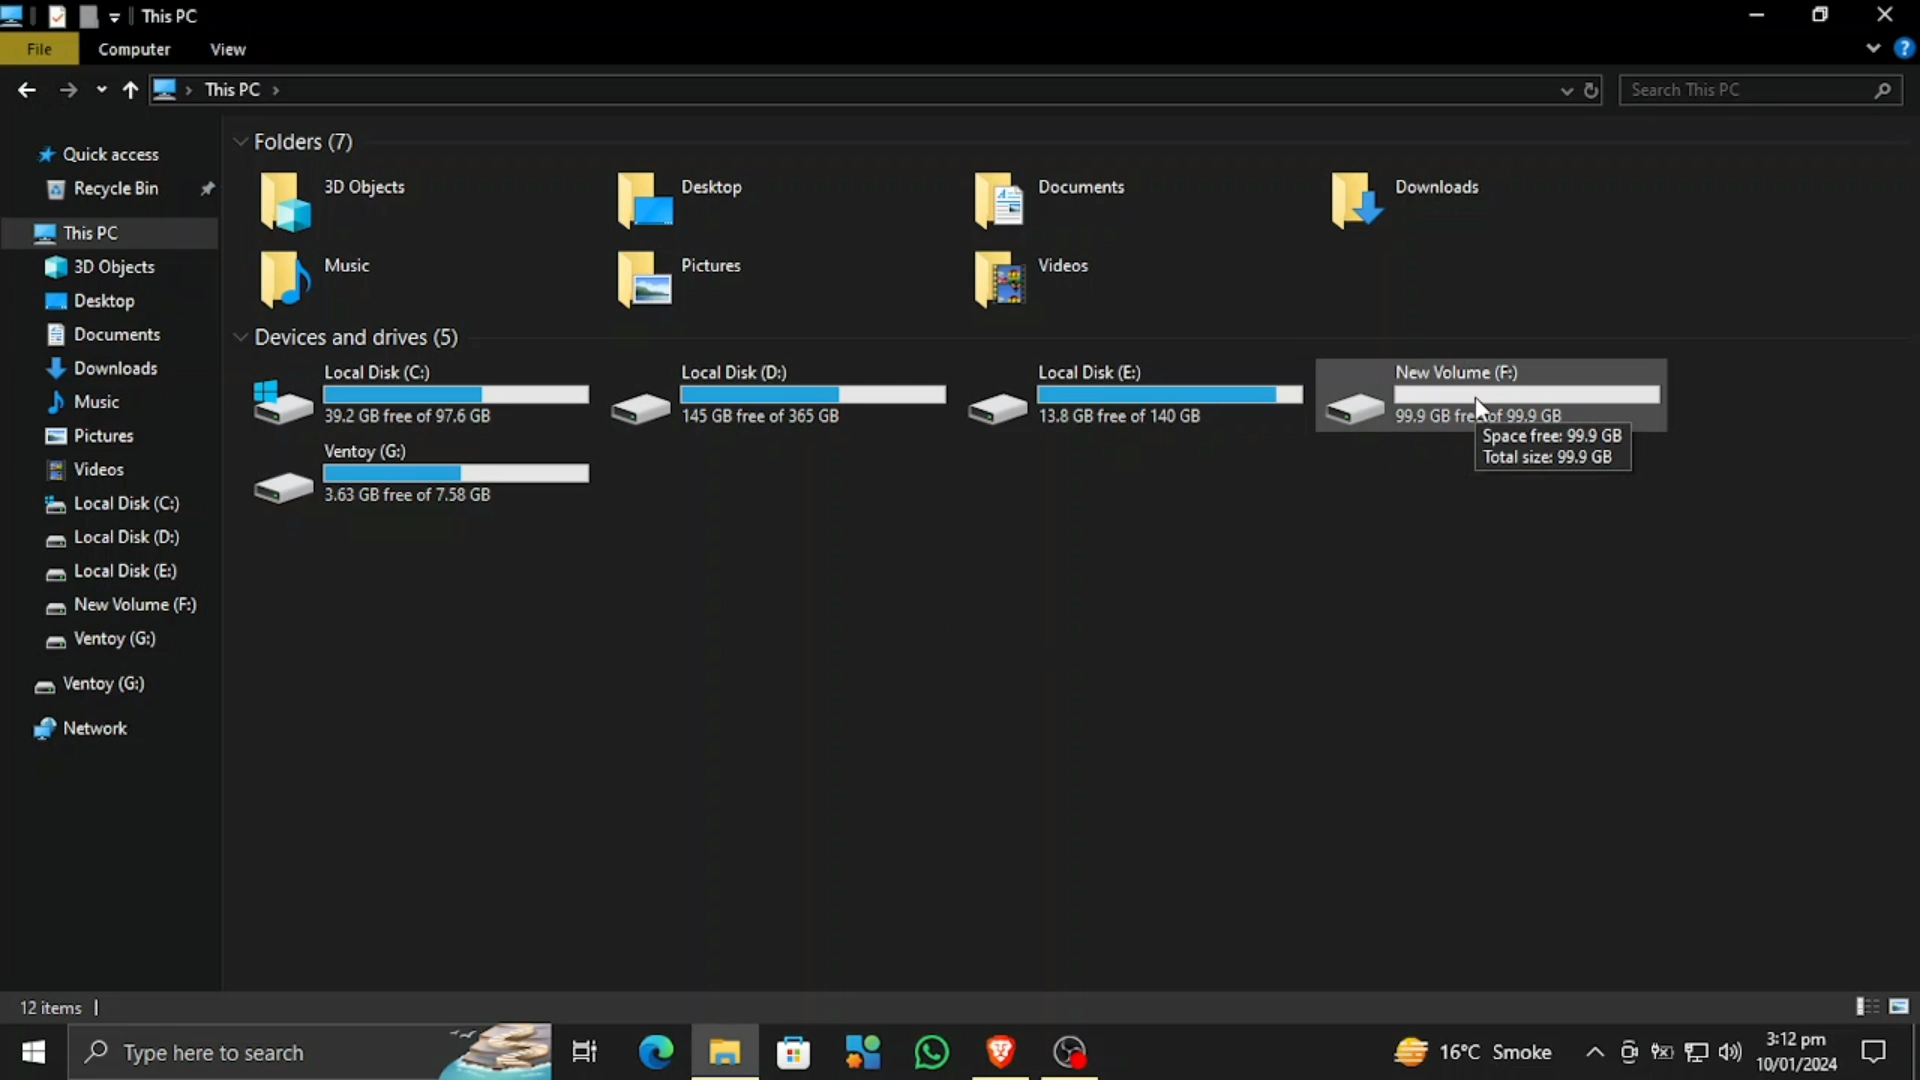 This PC
File Computer View
This PC
Search This PC
Quick access
Recycle Bin
This PC
3D Objects
Desktop
Documents
Downloads
Music
Pictures
Videos
Local Disk (C:)
Local Disk (D:)
Local Disk (E:)
New Volume (F:)
Ventoy (G:)
Ventoy (G:)
Network
Folders (7)
3D Objects
Desktop
Documents
Downloads
Music
Pictures
Videos
Devices and drives (5)
Local Disk (C:)
39.2 GB free of 97.6 GB
Local Disk (D:)
145 GB free of 365 GB
Local Disk (E:)
13.8 GB free of 140 GB
New Volume (F:)
99.9 GB free of 99.9 GB
Space free: 99.9 GB
Total size: 99.9 GB
Ventoy (G:)
3.63 GB free of 7.58 GB
12 items
Type here to search
16°C Smoke
3:12 pm
10/01/2024